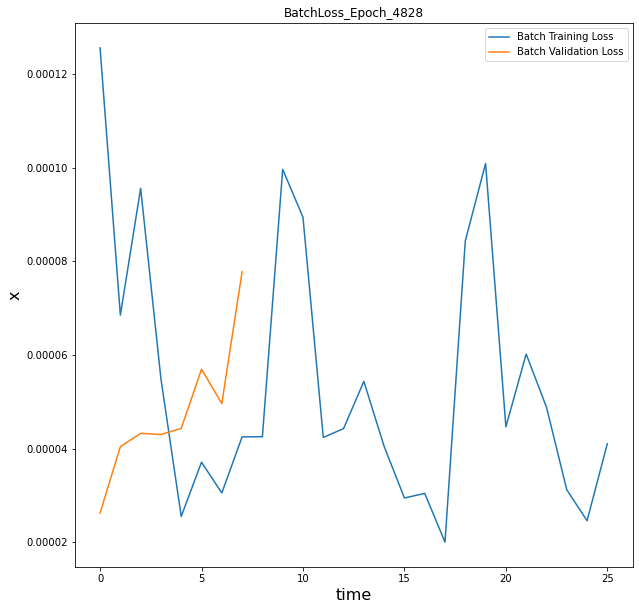 BatchLoss_Epoch_4828
Batch Training Loss
Batch Validation Loss
0.00012
0.00010
0.00008
0.00006
0.00004
0.00002
x
0 5 10 15 20 25
time